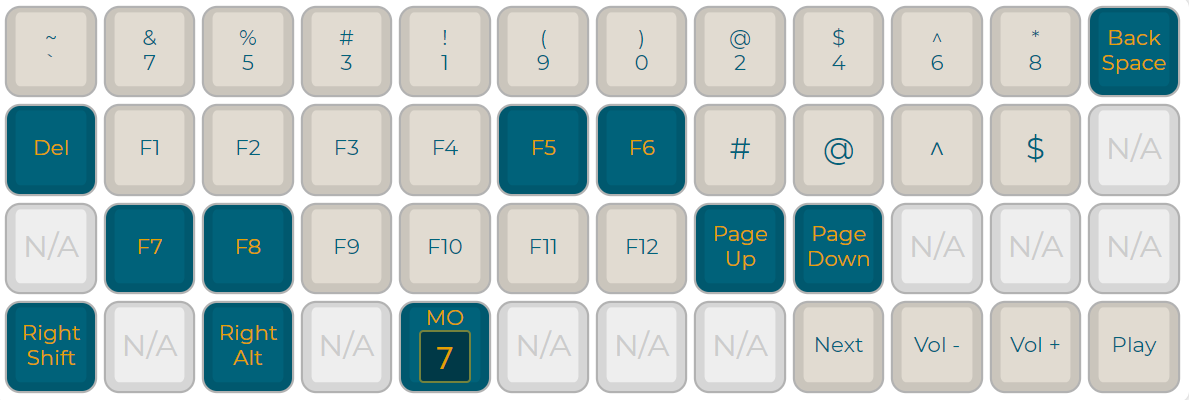 ~ & % # ! ( ) @ $ ^ * Back
` 7 5 3 1 9 0 2 4 6 8 Space
Del F1 F2 F3 F4 F5 F6 # @ ^ $ N/A
N/A F7 F8 F9 F10 F11 F12 Page Page N/A N/A N/A
Up Down
Right N/A Right N/A MO N/A N/A N/A Next Vol - Vol + Play
Shift Alt 7